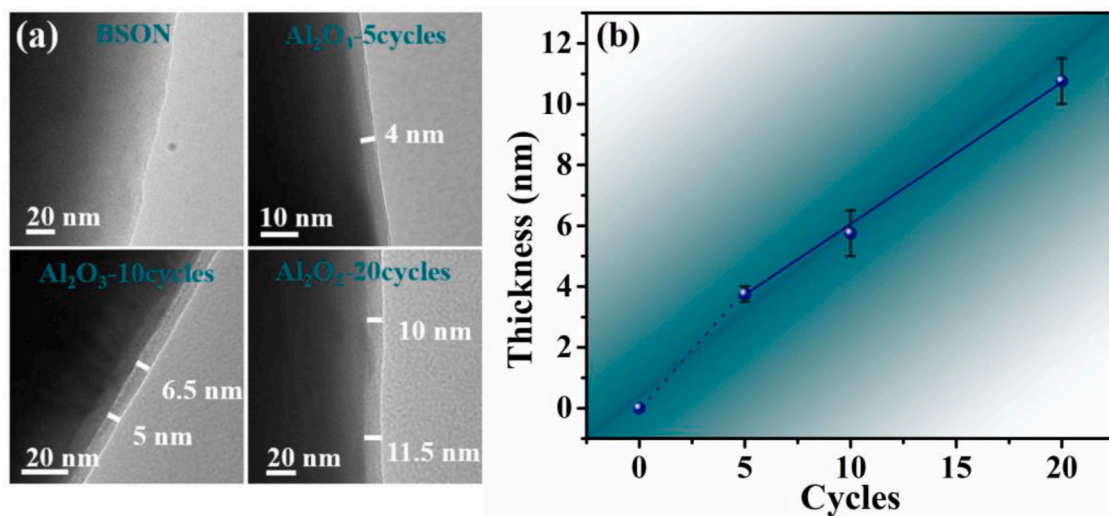 (a)
BSON
20 nm
Al₂O₃-5cycles
4 nm
10 nm
Al₂O₃-10cycles
6.5 nm
5 nm
20 nm
Al₂O₃-20cycles
10 nm
11.5 nm
20 nm
(b)
Thickness (nm)
12
10
8
6
4
2
0
0 5 10 15 20
Cycles